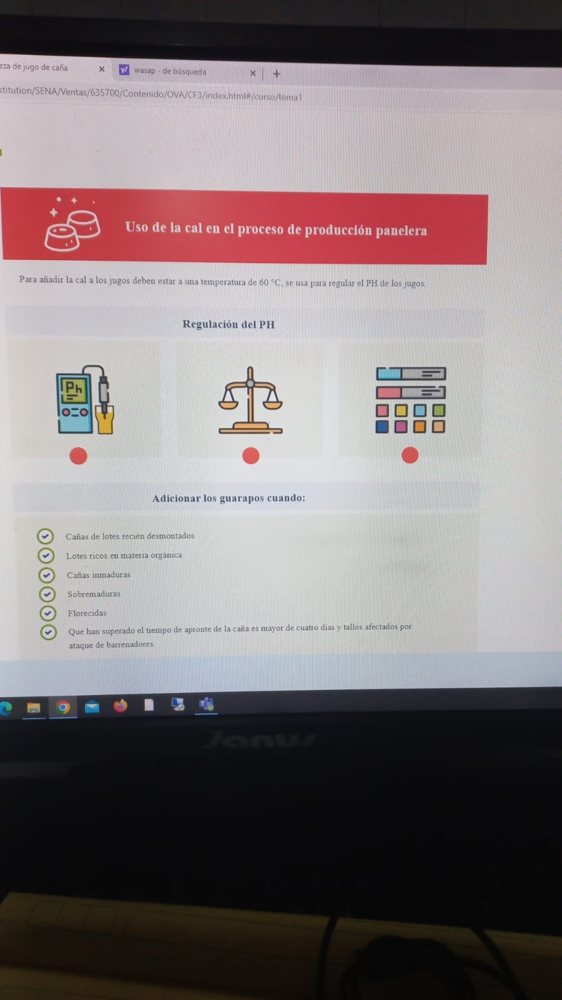 eza de jugo de caña
wasap - de búsqueda
stitution/SENA/Ventas/635700/Contenido/OVA/CF3/index.html#/curso/tema1
Uso de la cal en el proceso de producción panelera
Para añadir la cal a los jugos deben estar a una temperatura de 60 °C, se usa para regular el PH de los jugos.
Regulación del PH
Ph
Adicionar los guarapos cuando:
Cañas de lotes recién desmontados
Lotes ricos en materia orgánica
Cañas inmaduras
Sobremaduras
Florecidas
Que han superado el tiempo de apronte de la caña es mayor de cuatro días y tallos afectados por
ataque de barrenadores.
Janus